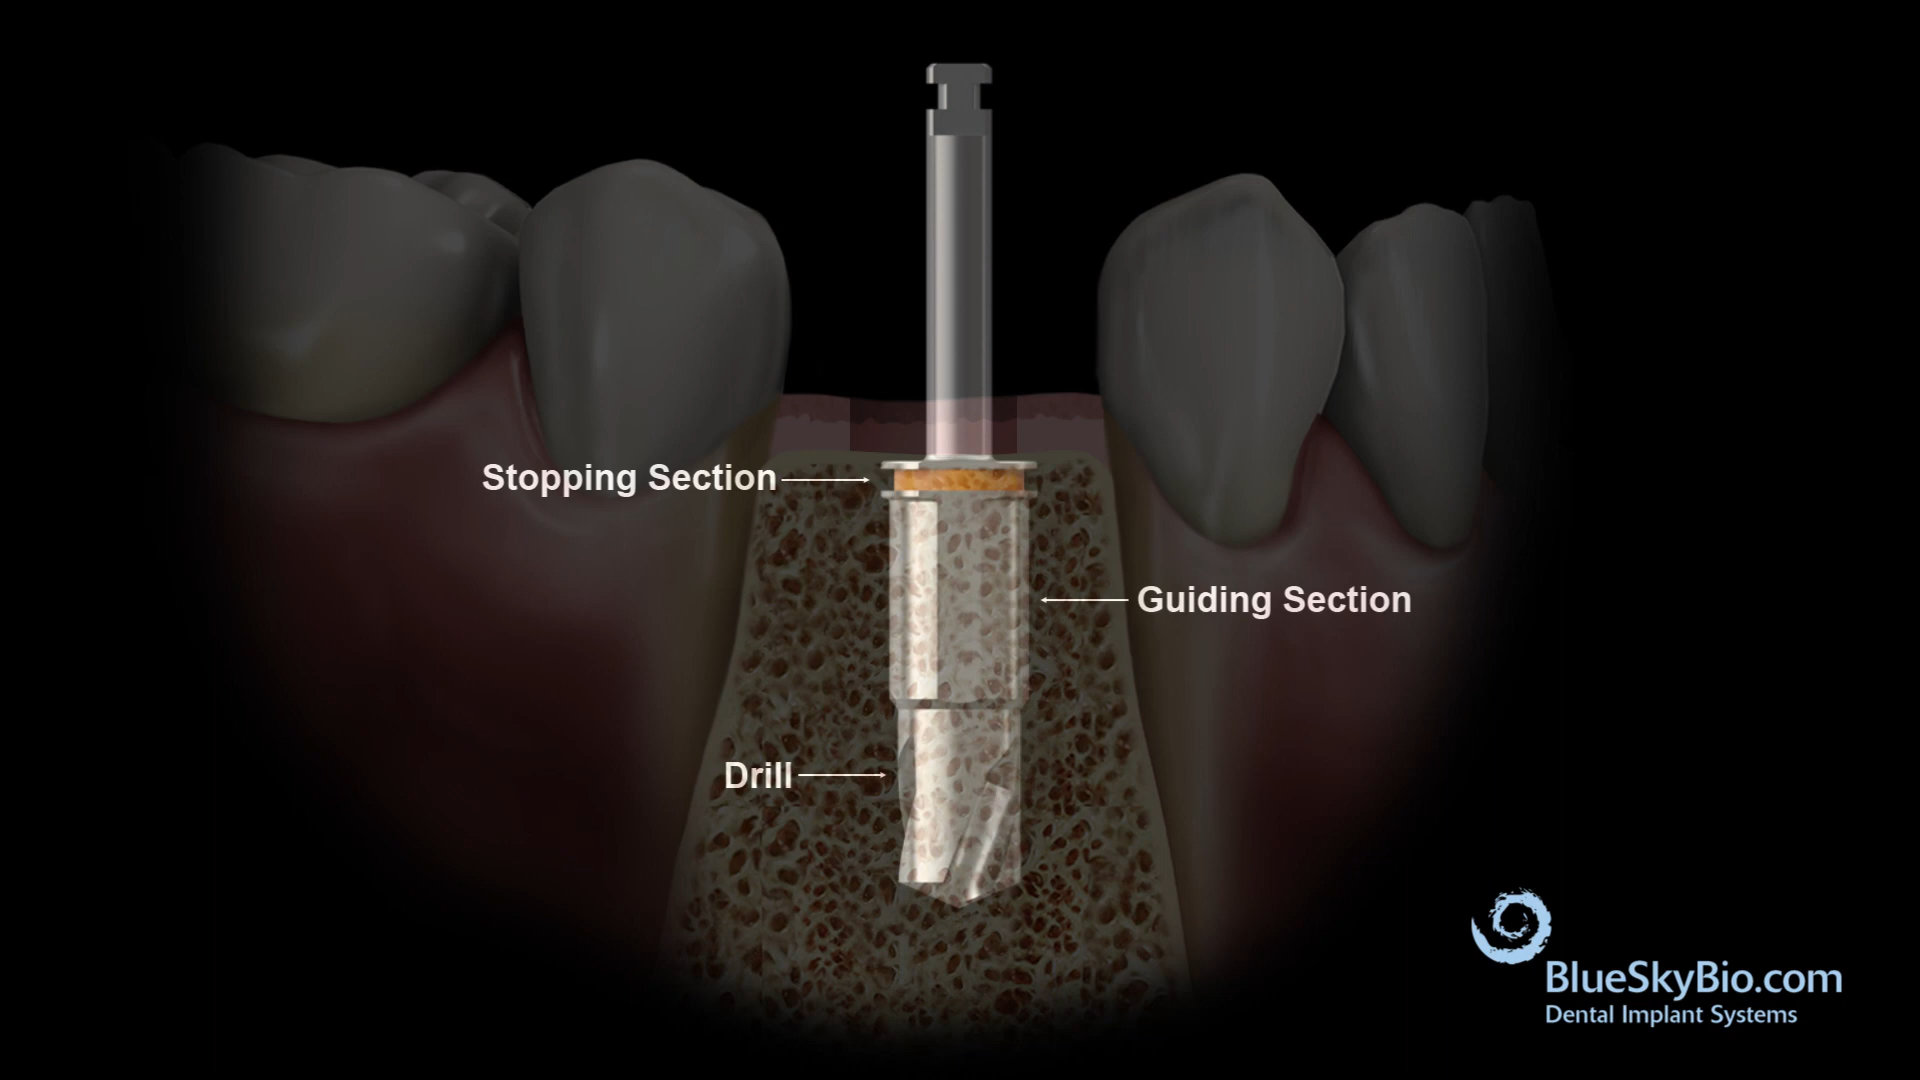 Stopping Section
Guiding Section
Drill
BlueSkyBio.com
Dental Implant Systems